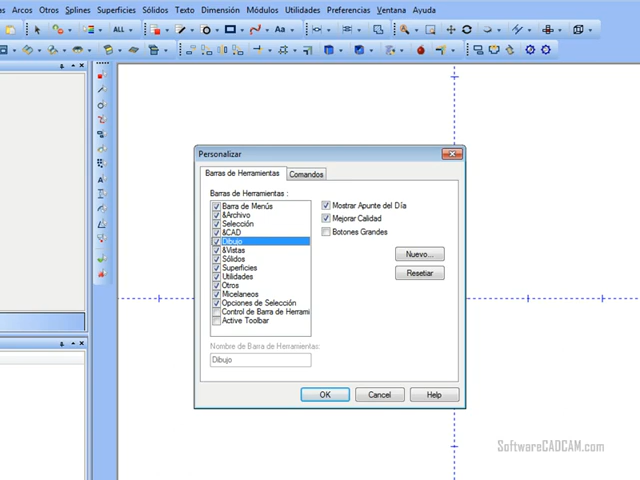 as Arcos Otros Splines Superficies Sólidos Texto Dimensión Módulos Utilidades Preferencias Ventana Ayuda
ALL
Aa
Personalizar
Barras de Herramientas
Comandos
Barras de Herramientas :
Barra de Menús
&Archivo
Selección
&CAD
Dibujo
&Vistas
Sólidos
Superficies
Utilidades
Otros
Micelaneos
Opciones de Selección
Control de Barra de Herrami
Active Toolbar
Mostrar Apunte del Día
Mejorar Calidad
Botones Grandes
Nuevo...
Resetiar
Nombre de Barra de Herramientas:
Dibujo
OK
Cancel
Help
SoftwareCADCAM.com